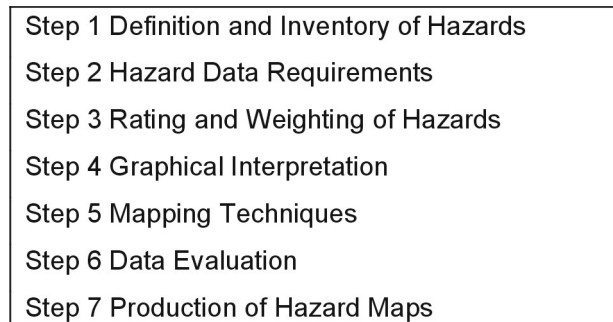 Step 1 Definition and Inventory of Hazards
Step 2 Hazard Data Requirements
Step 3 Rating and Weighting of Hazards
Step 4 Graphical Interpretation
Step 5 Mapping Techniques
Step 6 Data Evaluation
Step 7 Production of Hazard Maps